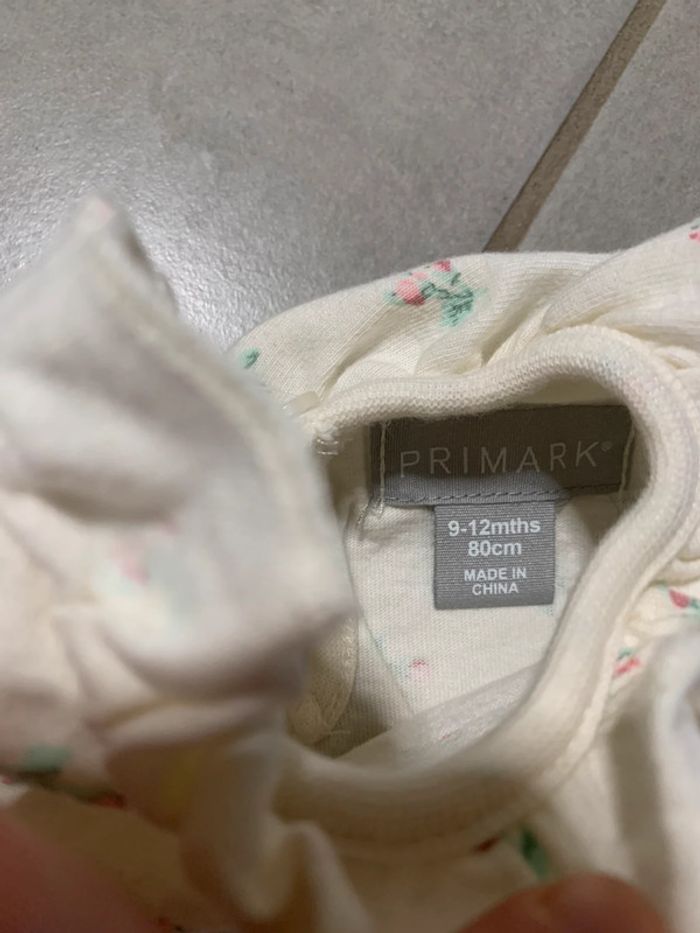 PRIMARK®
9-12mths
80cm
MADE IN
CHINA